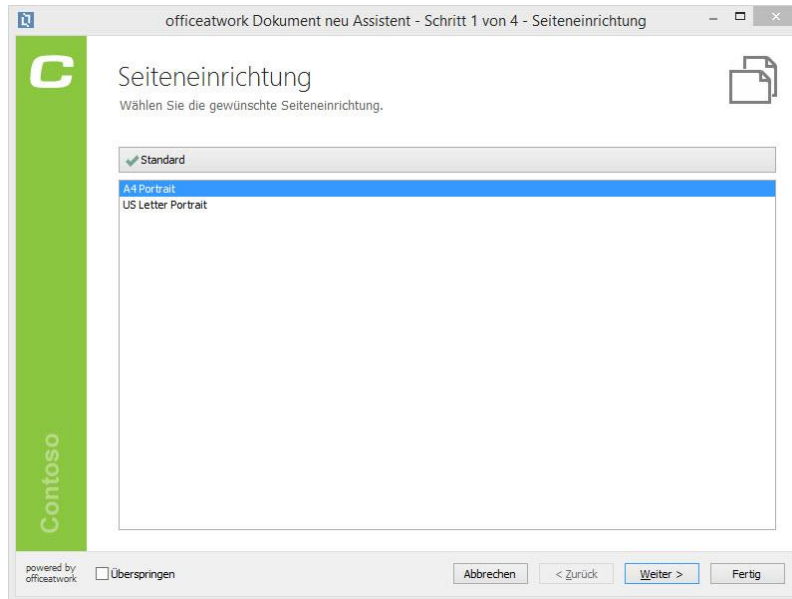 officeatwork Dokument neu Assistent - Schritt 1 von 4 - Seiteneinrichtung
C
Seiteneinrichtung
Wählen Sie die gewünschte Seiteneinrichtung.
Standard
A4 Portrait
US Letter Portrait
Contoso
powered by
officeatwork
Überspringen
Abbrechen
< Zurück
Weiter >
Fertig